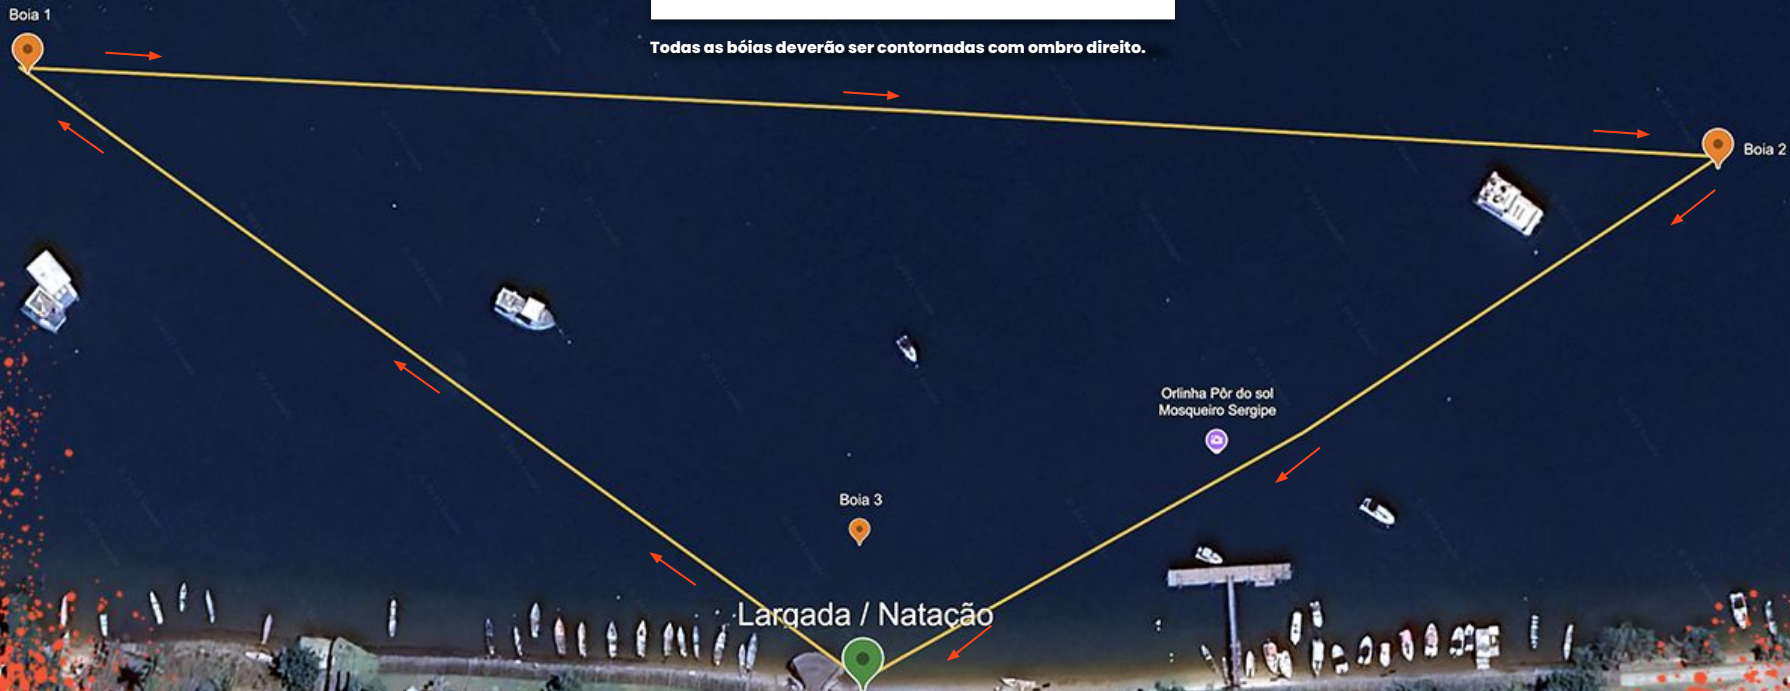 Boia 1
Todas as bóias deverão ser contornadas com ombro direito.
Boia 2
Orlinha Pôr do sol
Mosqueiro Sergipe
Boia 3
Largada / Natação